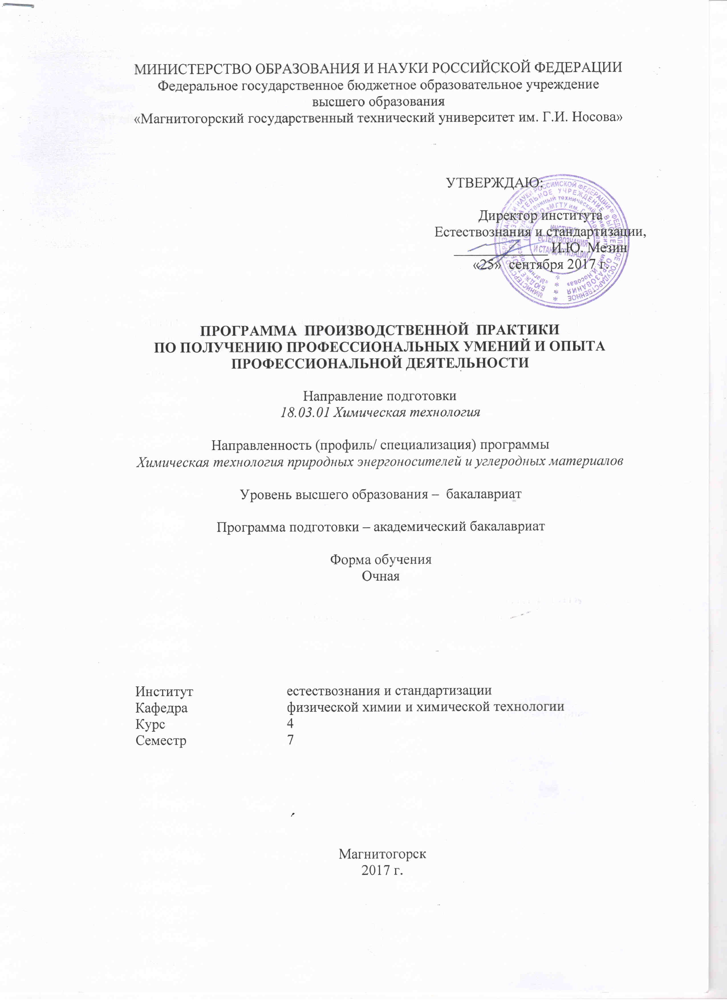 МИНИСТЕРСТВО ОБРАЗОВАНИЯ И НАУКИ РОССИЙСКОЙ ФЕДЕРАЦИИ
Федеральное государственное бюджетное образовательное учреждение
высшего образования
«Магнитогорский государственный технический университет им. Г.И. Носова»
УТВЕРЖДАЮ:
Директор института
Естествознания и стандартизации,
______________ И.Ю. Мезин
«25» сентября 2017 г.
ИНСТИТУТ
ЕСТЕСТВОЗНАНИЯ
И СТАНДАРТИЗАЦИИ
ПРОГРАММА ПРОИЗВОДСТВЕННОЙ ПРАКТИКИ
ПО ПОЛУЧЕНИЮ ПРОФЕССИОНАЛЬНЫХ УМЕНИЙ И ОПЫТА
ПРОФЕССИОНАЛЬНОЙ ДЕЯТЕЛЬНОСТИ
Направление подготовки
18.03.01 Химическая технология
Направленность (профиль/ специализация) программы
Химическая технология природных энергоносителей и углеродных материалов
Уровень высшего образования – бакалавриат
Программа подготовки – академический бакалавриат
Форма обучения
Очная
Институт естествознания и стандартизации
Кафедра физической химии и химической технологии
Курс 4
Семестр 7
Магнитогорск
2017 г.